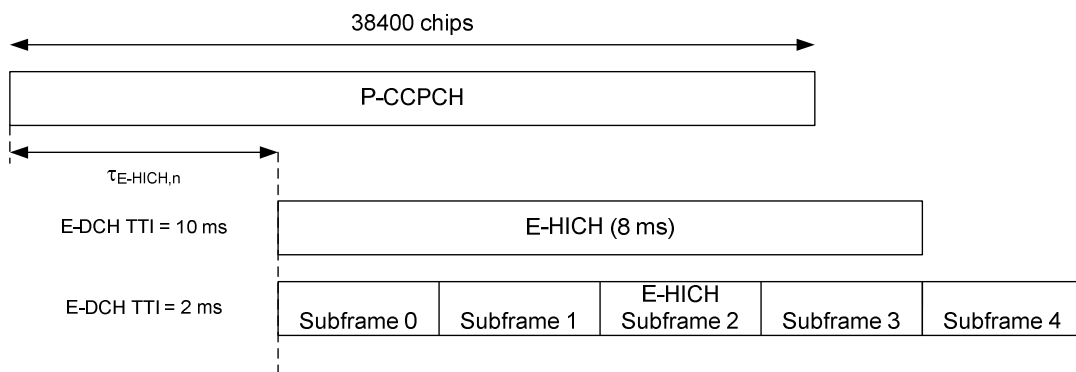 38400 chips
P-CCPCH
τE-HICH,n
E-DCH TTI = 10 ms
E-HICH (8 ms)
E-DCH TTI = 2 ms
E-HICH
Subframe 0 Subframe 1 Subframe 2 Subframe 3 Subframe 4